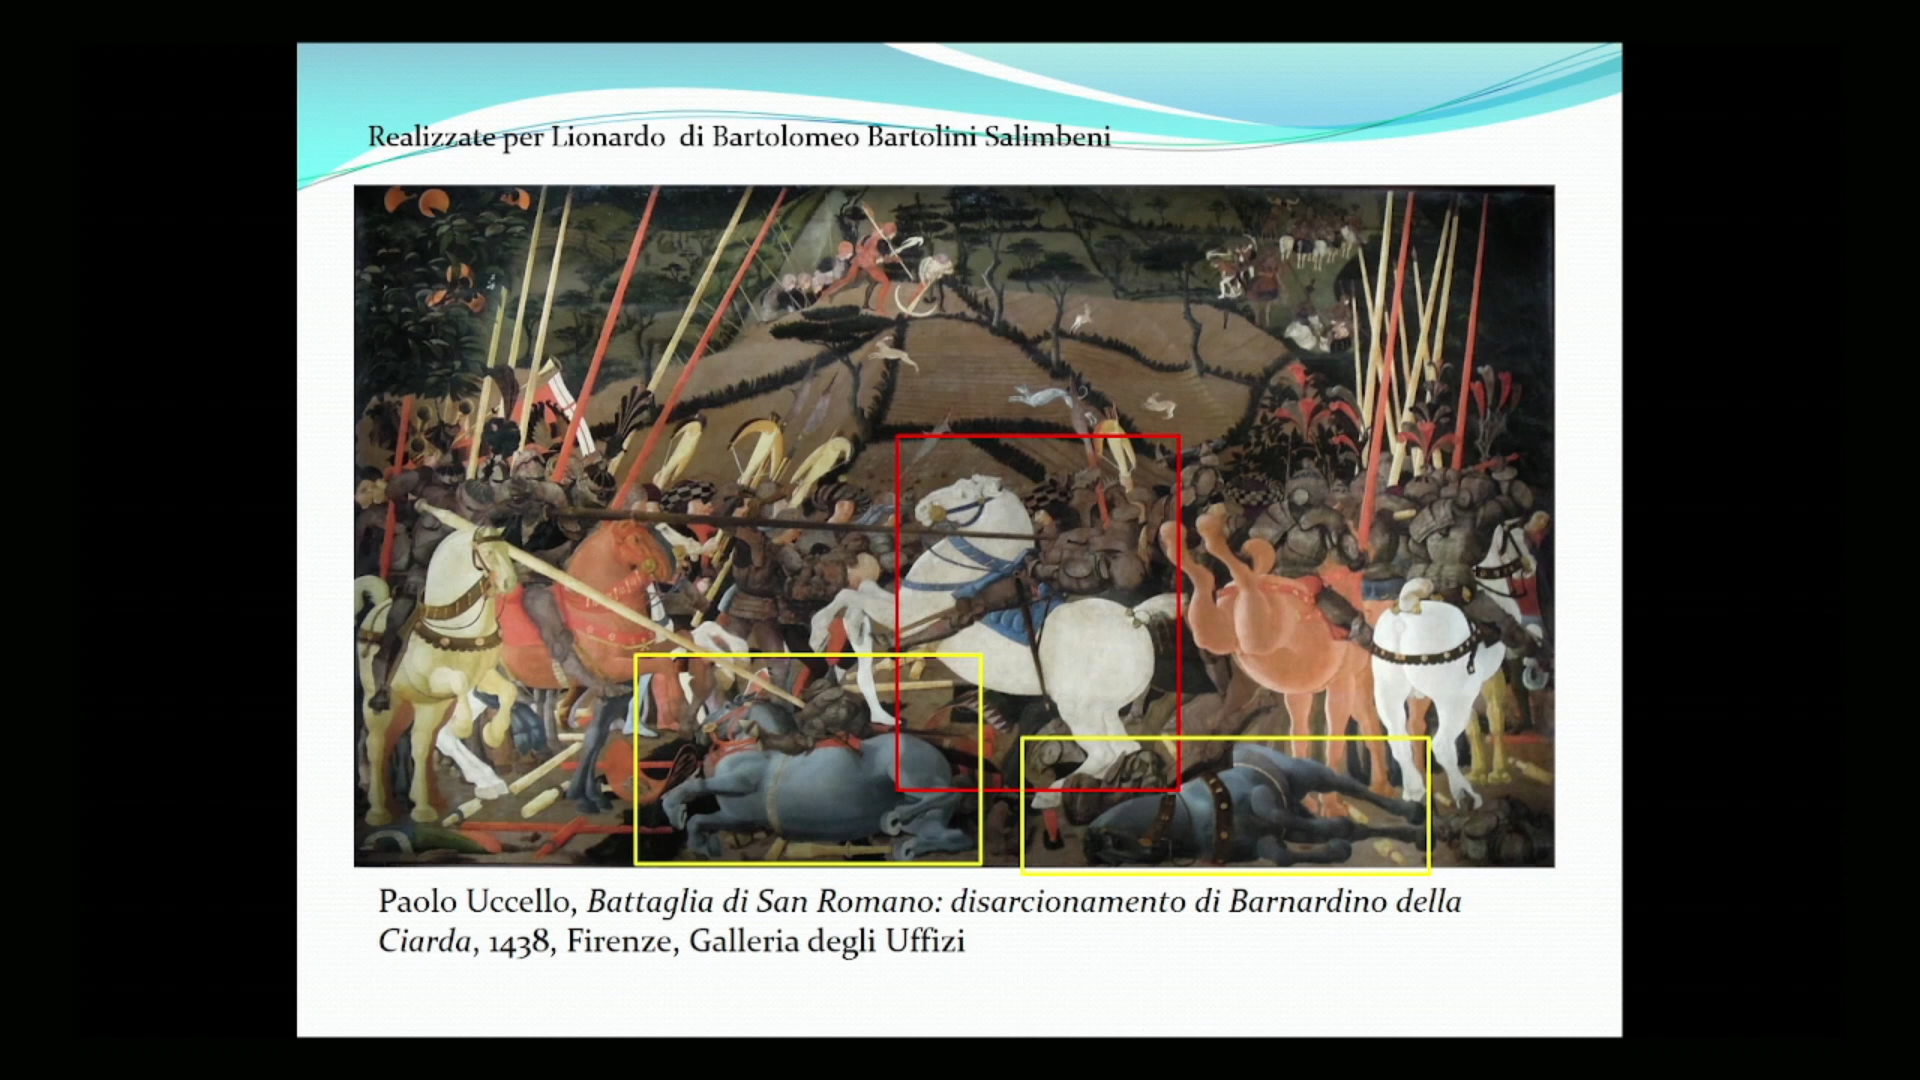 Realizzate per Lionardo di Bartolomeo Bartolini Salimbeni
Paolo Uccello, Battaglia di San Romano: disarcionamento di Barnardino della
Ciarda, 1438, Firenze, Galleria degli Uffizi